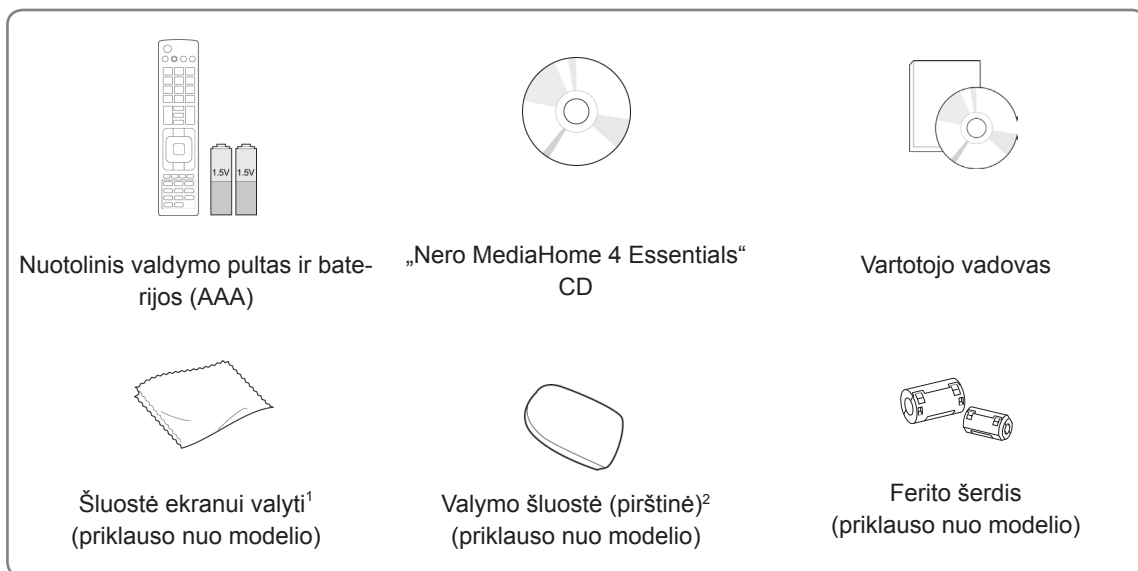 1.5V 1.5V
Nuotolinis valdymo pultas ir bate-
rijos (AAA)
„Nero MediaHome 4 Essentials“
CD
Vartotojo vadovas
Šluostė ekranui valyti¹
(priklauso nuo modelio)
Valymo šluostė (pirštinė)²
(priklauso nuo modelio)
Ferito šerdis
(priklauso nuo modelio)